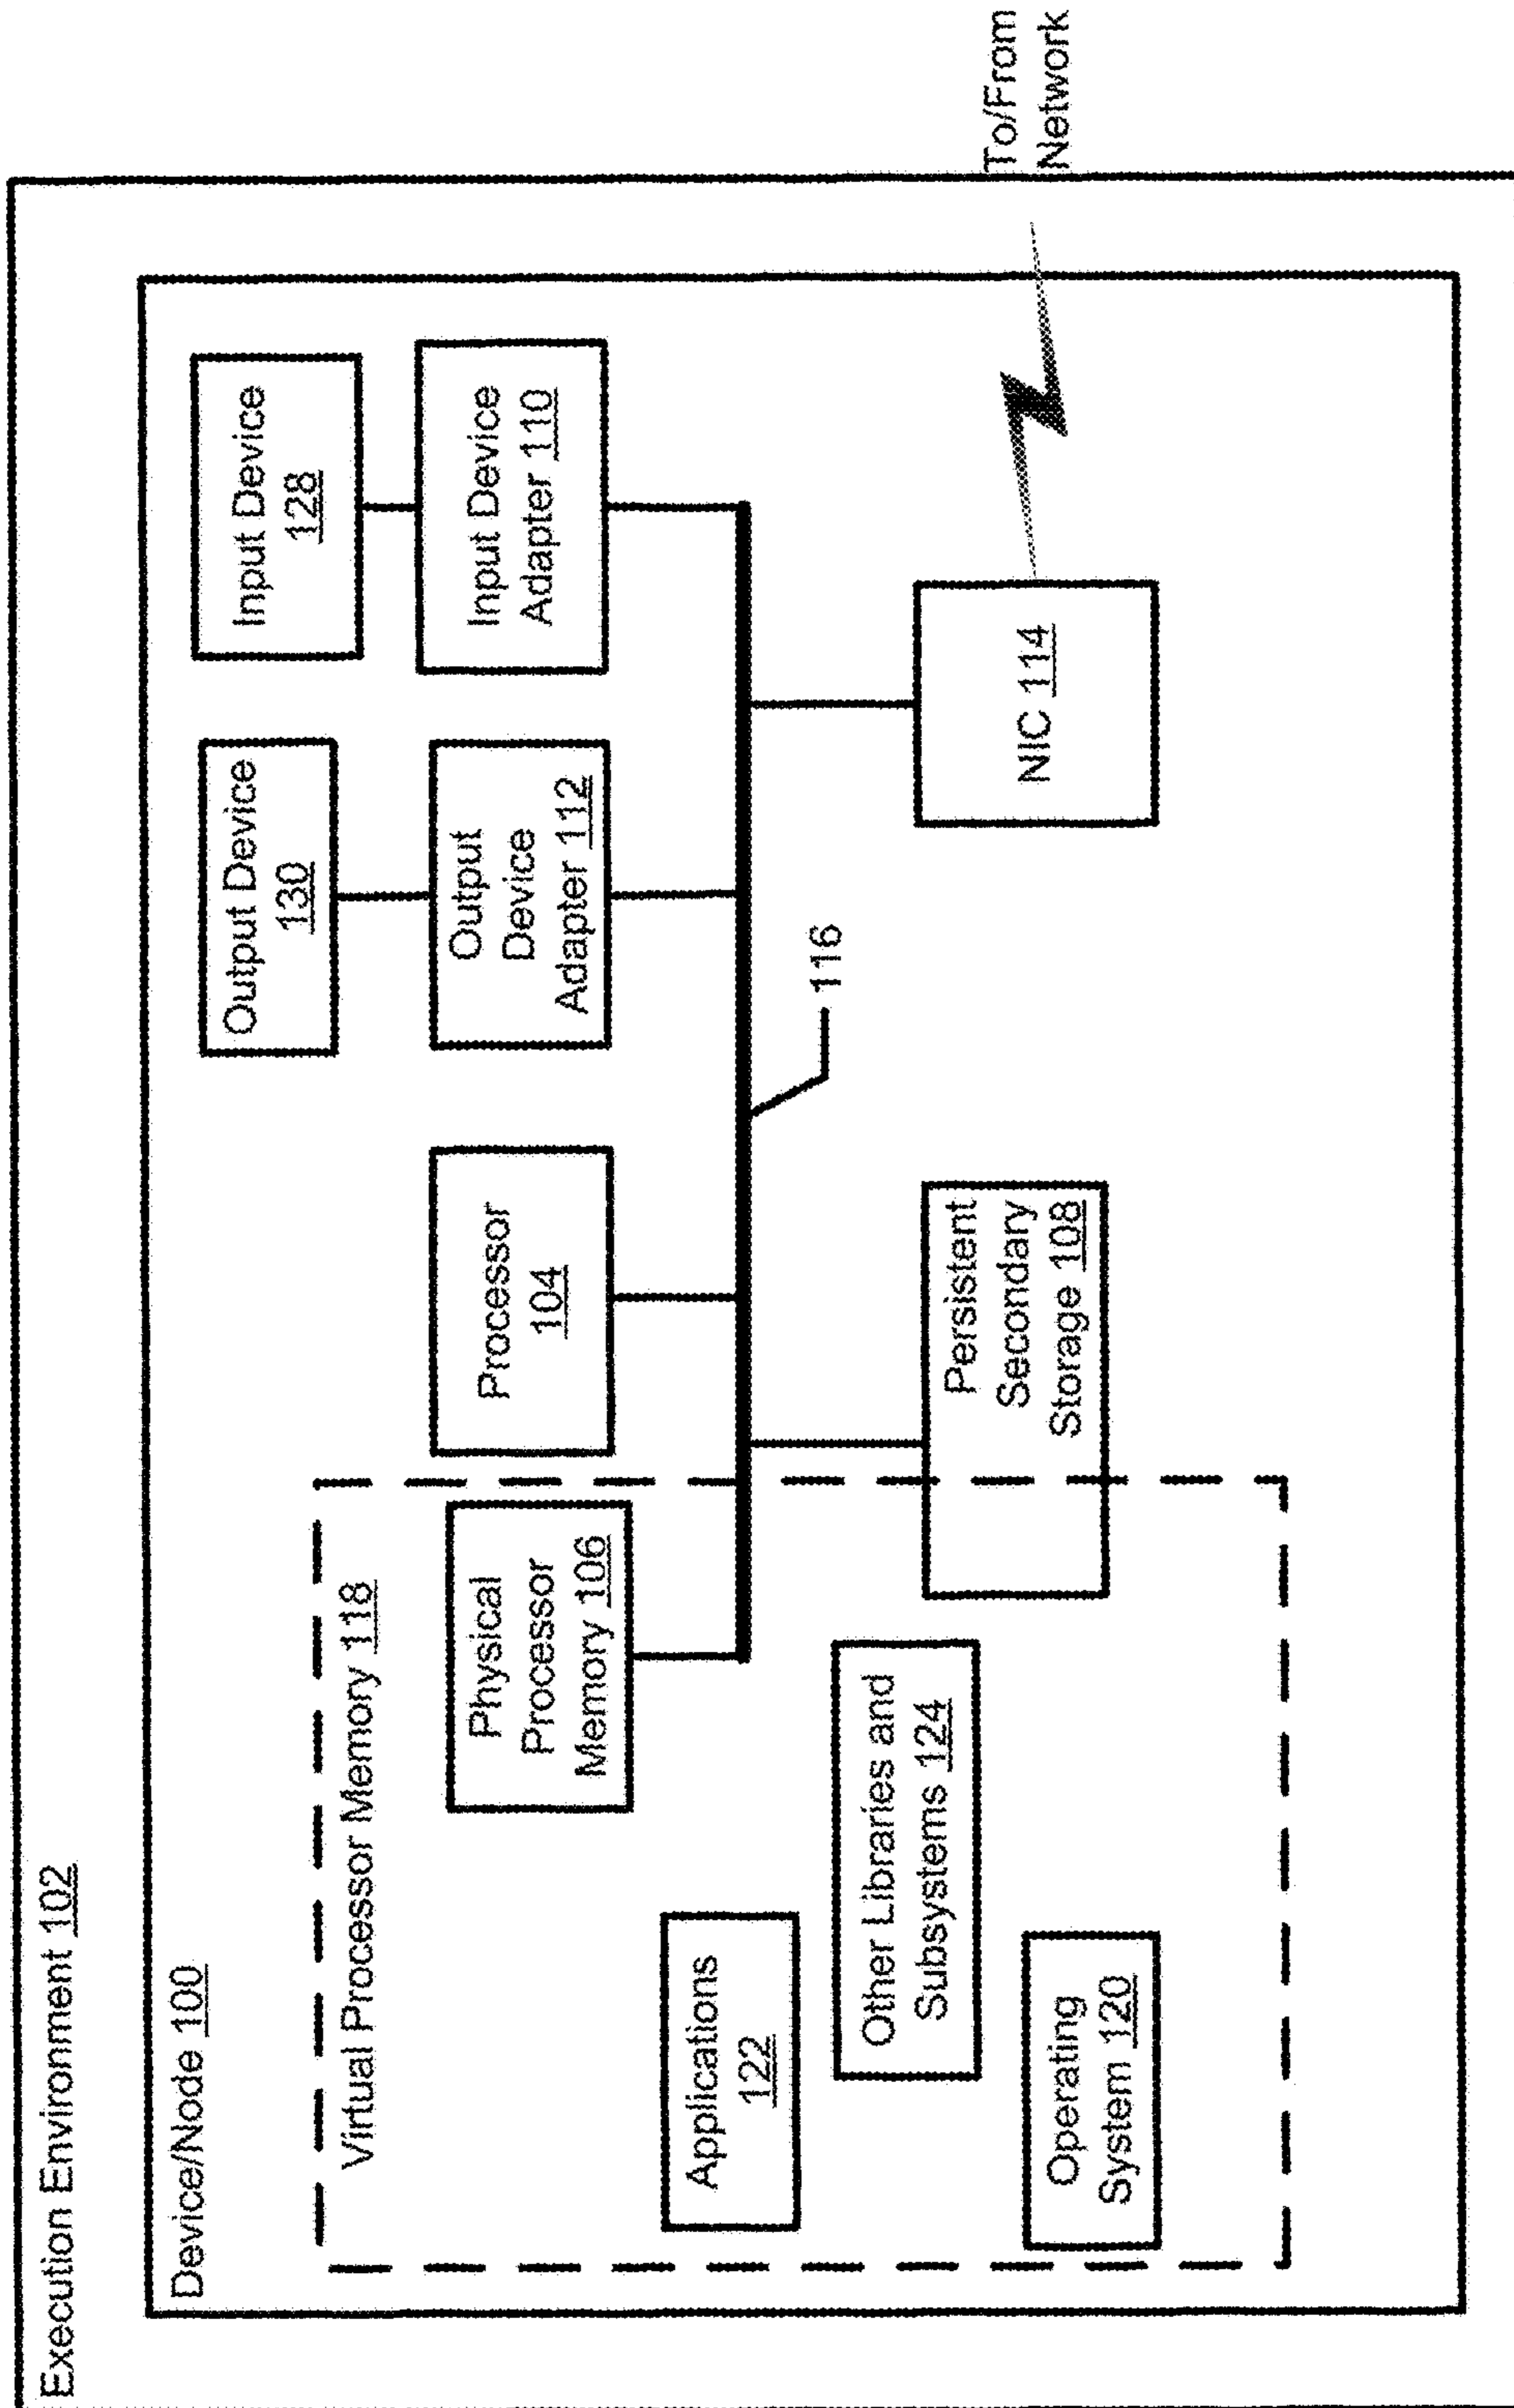 Execution Environment 102
Device/Node 100
Virtual Processor Memory 118
Physical
Processor
Memory 106
Processor
104
Output Device
130
Output
Device
Adapter 112
Input Device
128
Input Device
Adapter 110
116
Applications
122
Other Libraries and
Subsystems 124
Operating
System 120
Persistent
Secondary
Storage 108
NIC 114
To/From
Network